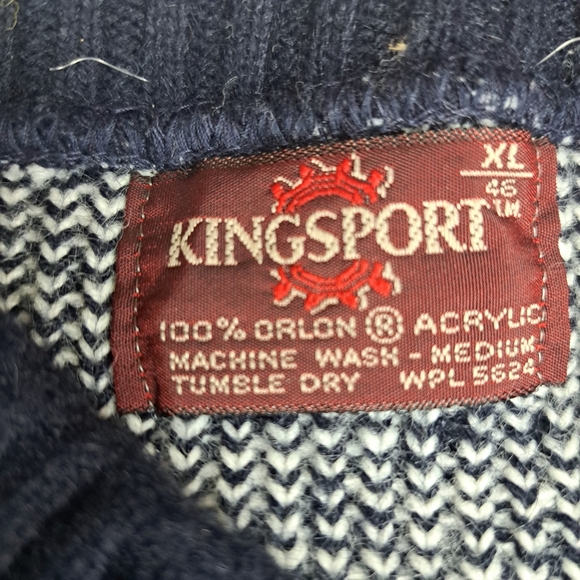 XL
46
KINGSPORT TM
100% ORLON ® ACRYLIC
MACHINE WASH - MEDIUM
TUMBLE DRY WPL 5624